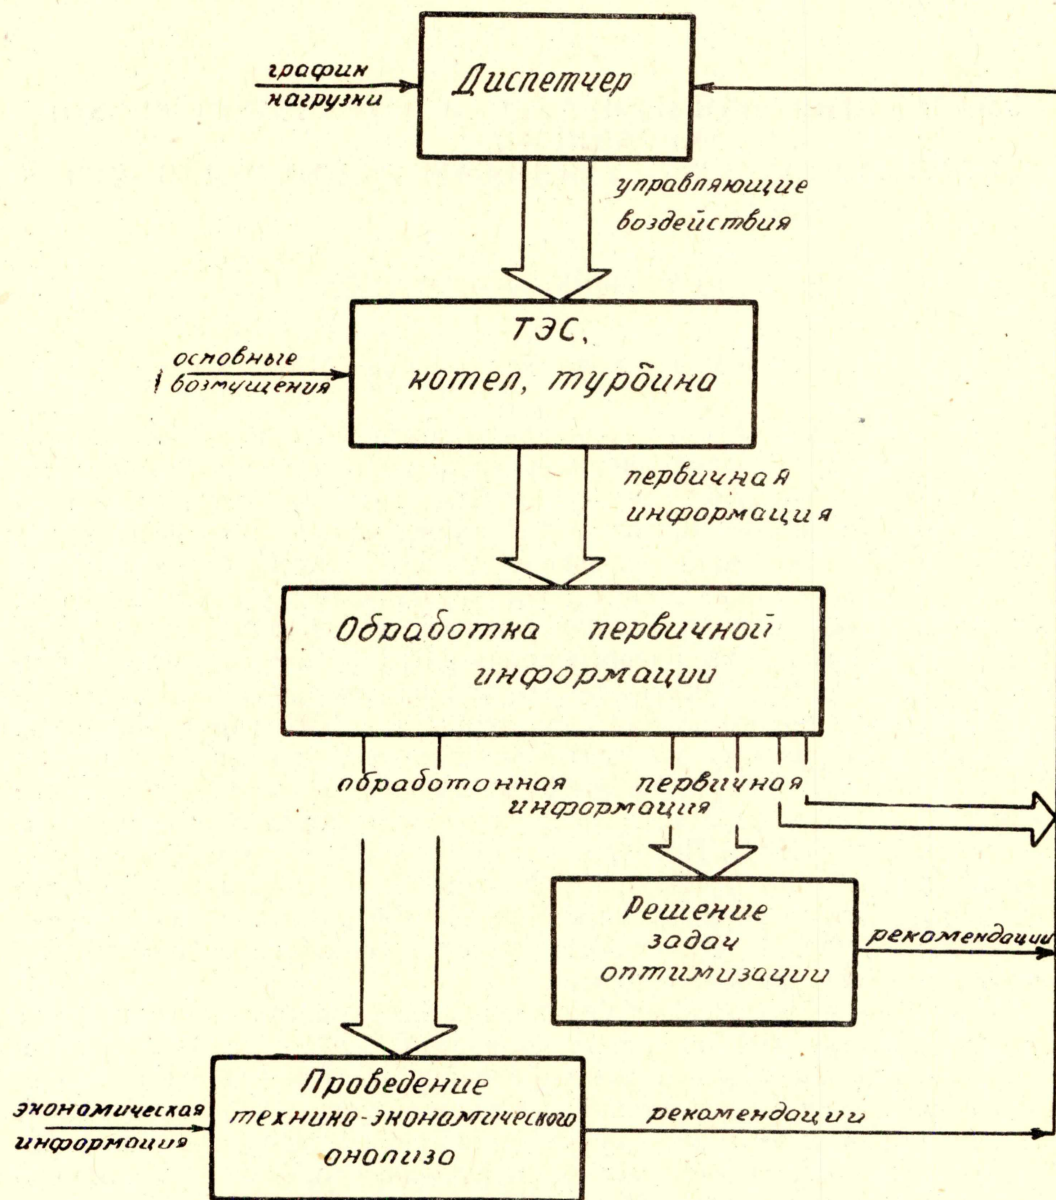 график
нагрузки
Диспетчер
управляющие
воздействия
ТЭС,
котел, турбина
основные
возмущения
первичная
информация
Обработка первичной
информации
обработанная первичная
информация
Решение
задач
оптимизации
рекомендации
Проведение
технико-экономического
анализа
экономическая
информация
рекомендации